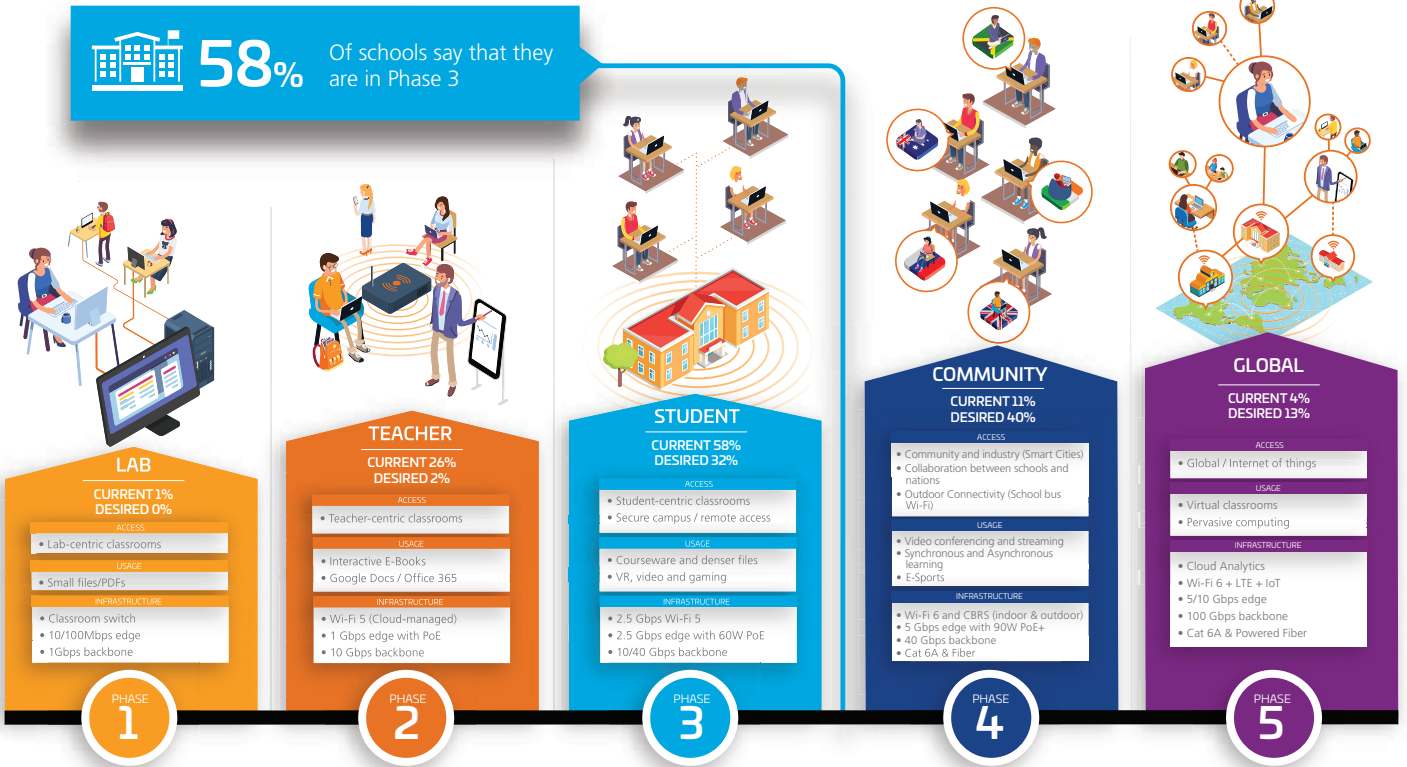 58%
Of schools say that they
are in Phase 3
LAB
CURRENT 1%
DESIRED 0%
ACCESS
• Lab-centric classrooms
USAGE
• Small files/PDFs
INFRASTRUCTURE
• Classroom switch
• 10/100Mbps edge
• 1Gbps backbone
PHASE
1
TEACHER
CURRENT 26%
DESIRED 2%
ACCESS
• Teacher-centric classrooms
USAGE
• Interactive E-Books
• Google Docs / Office 365
INFRASTRUCTURE
• Wi-Fi 5 (Cloud-managed)
• 1 Gbps edge with PoE
• 10 Gbps backbone
PHASE
2
STUDENT
CURRENT 58%
DESIRED 32%
ACCESS
• Student-centric classrooms
• Secure campus / remote access
USAGE
• Courseware and denser files
• VR, video and gaming
INFRASTRUCTURE
• 2.5 Gbps Wi-Fi 5
• 2.5 Gbps edge with 60W PoE
• 10/40 Gbps backbone
PHASE
3
COMMUNITY
CURRENT 11%
DESIRED 40%
ACCESS
• Community and industry (Smart Cities)
• Collaboration between schools and
nations
• Outdoor Connectivity (School bus
Wi-Fi)
USAGE
• Video conferencing and streaming
• Synchronous and Asynchronous
learning
• E-Sports
INFRASTRUCTURE
• Wi-Fi 6 and CBRS (indoor & outdoor)
• 5 Gbps edge with 90W PoE+
• 40 Gbps backbone
• Cat 6A & Fiber
PHASE
4
GLOBAL
CURRENT 4%
DESIRED 13%
ACCESS
• Global / Internet of things
USAGE
• Virtual classrooms
• Pervasive computing
INFRASTRUCTURE
• Cloud Analytics
• Wi-Fi 6 + LTE + IoT
• 5/10 Gbps edge
• 100 Gbps backbone
• Cat 6A & Powered Fiber
PHASE
5